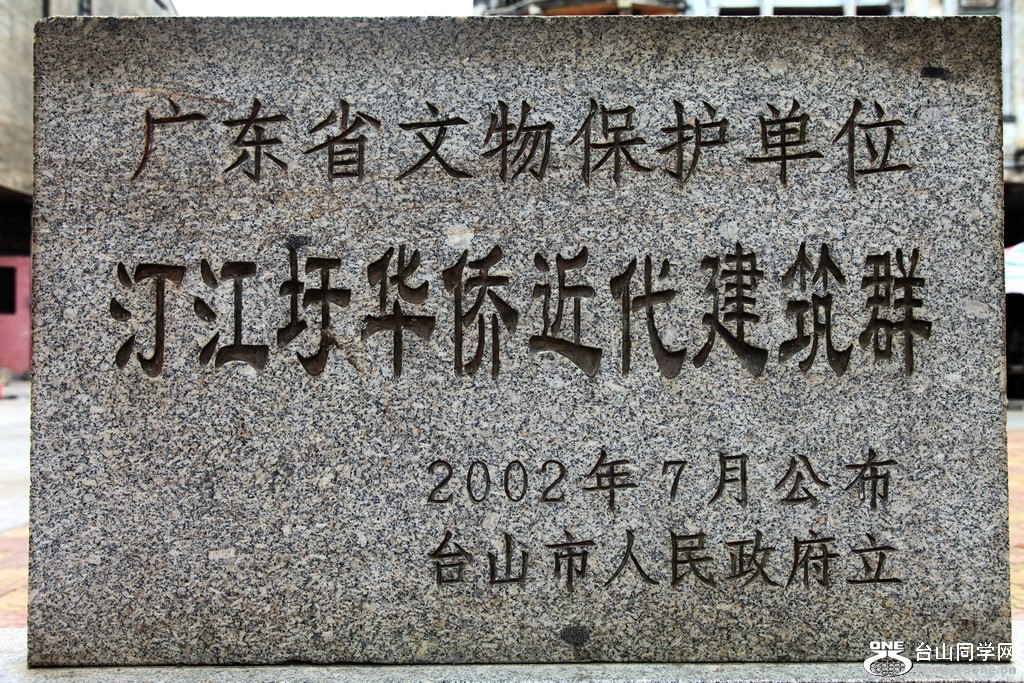 广东省文物保护单位
汀江圩华侨近代建筑群
2002年7月公布
台山市人民政府立
ONE 台山同学网